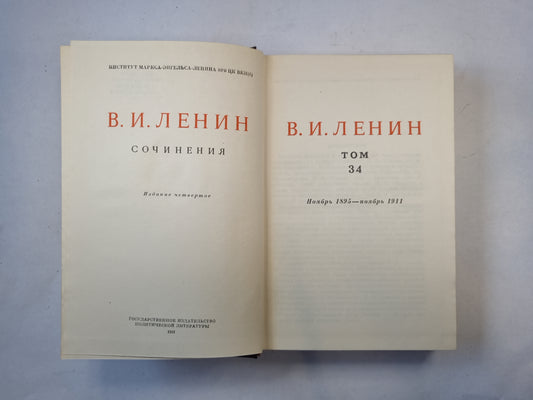 ИНСТИТУТ МАРКСА-ЭНГЕЛЬСА-ЛЕНИНА ПРИ ЦК ВКП(б)
В. И. ЛЕНИН
СОЧИНЕНИЯ
Издание четвертое
ГОСУДАРСТВЕННОЕ ИЗДАТЕЛЬСТВО
ПОЛИТИЧЕСКОЙ ЛИТЕРАТУРЫ
В. И. ЛЕНИН
ТОМ
34
Ноябрь 1895—ноябрь 1911